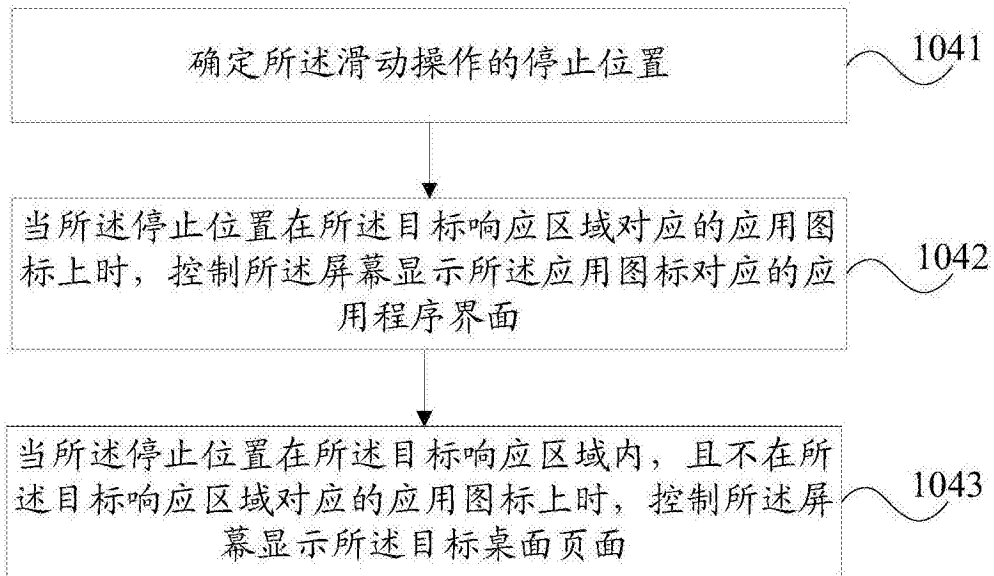 确定所述滑动操作的停止位置
1041
当所述停止位置在所述目标响应区域对应的应用图
标上时，控制所述屏幕显示所述应用图标对应的应
用程序界面
1042
当所述停止位置在所述目标响应区域内，且不在所
述目标响应区域对应的应用图标上时，控制所述屏
幕显示所述目标桌面页面
1043